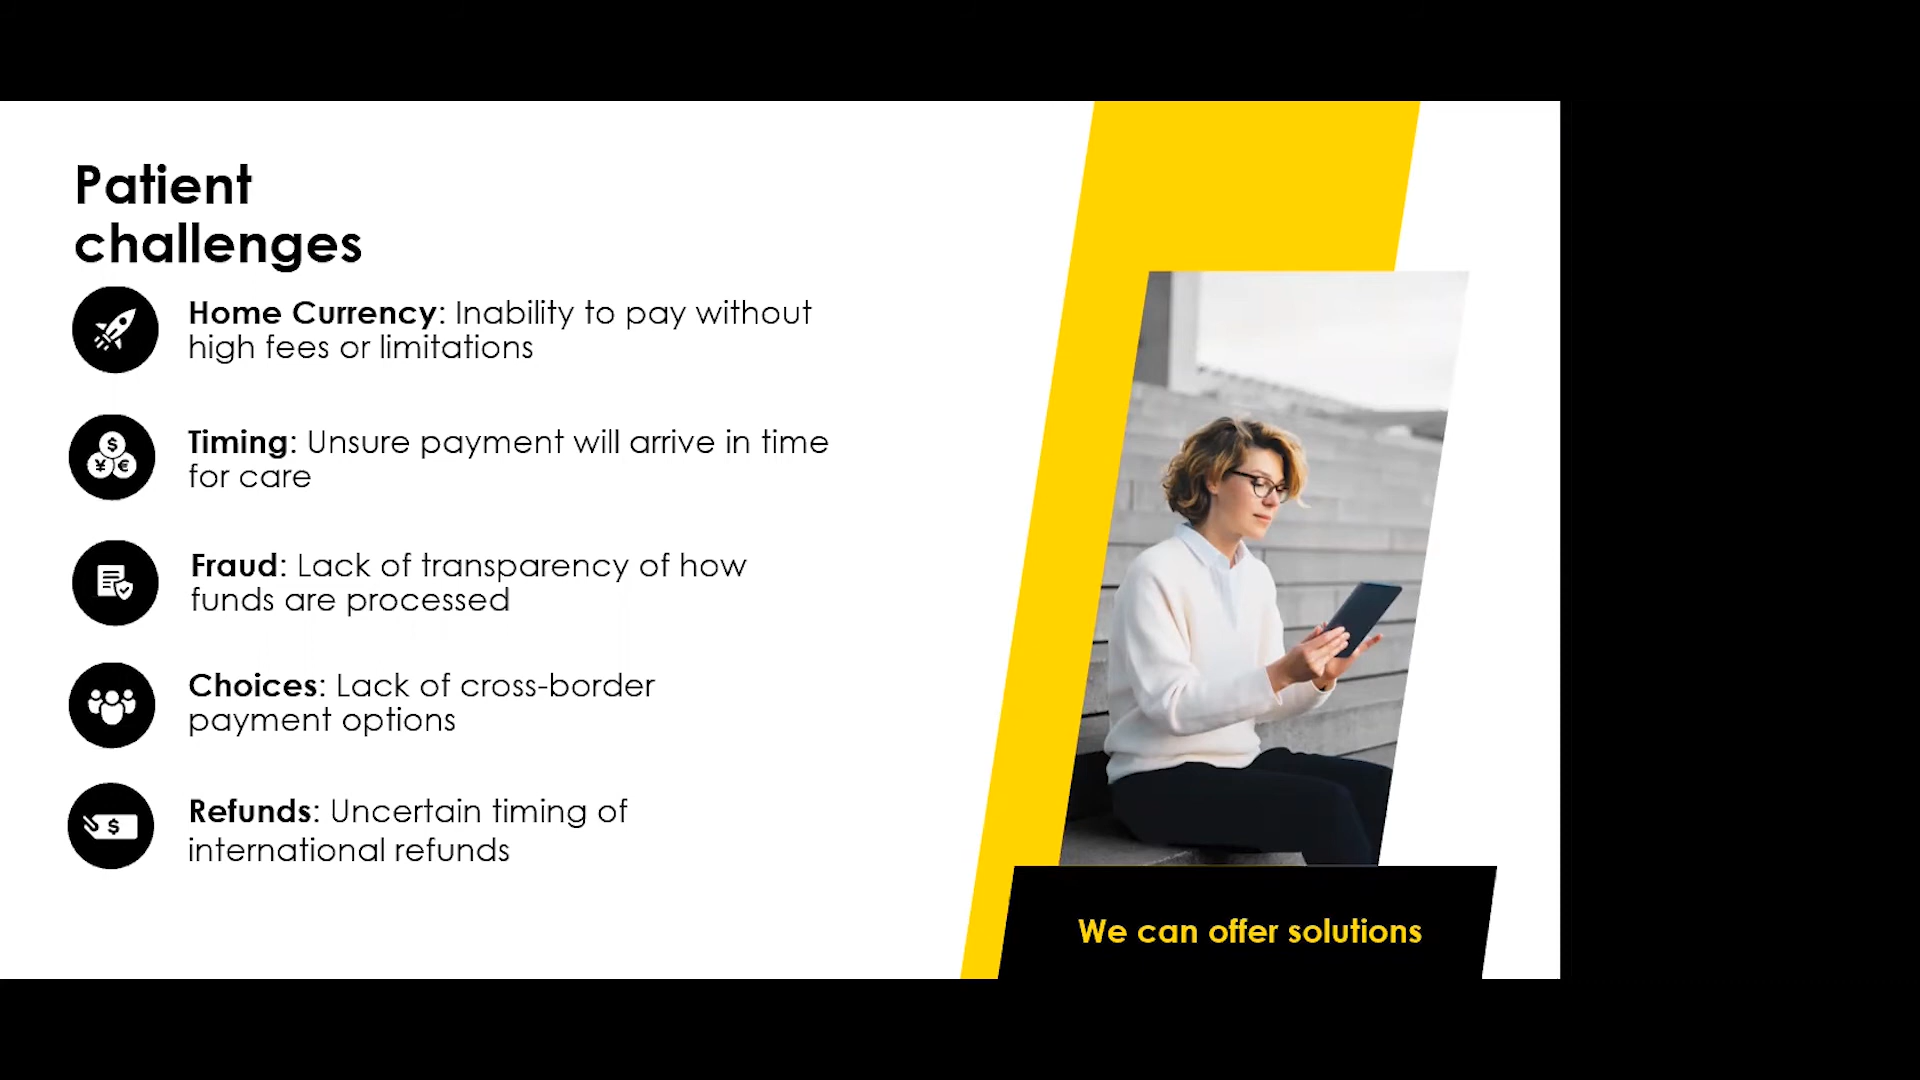 Patient
challenges
Home Currency: Inability to pay without
high fees or limitations
$
¥ €
Timing: Unsure payment will arrive in time
for care
Fraud: Lack of transparency of how
funds are processed
Choices: Lack of cross-border
payment options
$
Refunds: Uncertain timing of
international refunds
We can offer solutions